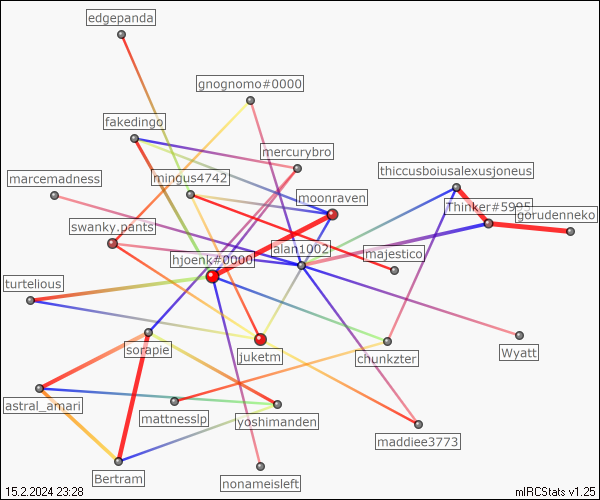 edgepanda
gnognomo#0000
fakedingo
mercurybro
thiccusboiusalexusjoneus
marcemadness
mingus4742
moonraven
Thinker#5995
gorudenneko
swanky.pants
alan1002
majestico
hjoenk#0000
turtelious
sorapie
juketm
chunkzter
Wyatt
astral_amari
mattnesslp
yoshimanden
maddiee3773
Bertram
nonameisleft
15.2.2024 23:28
mIRCStats v1.25